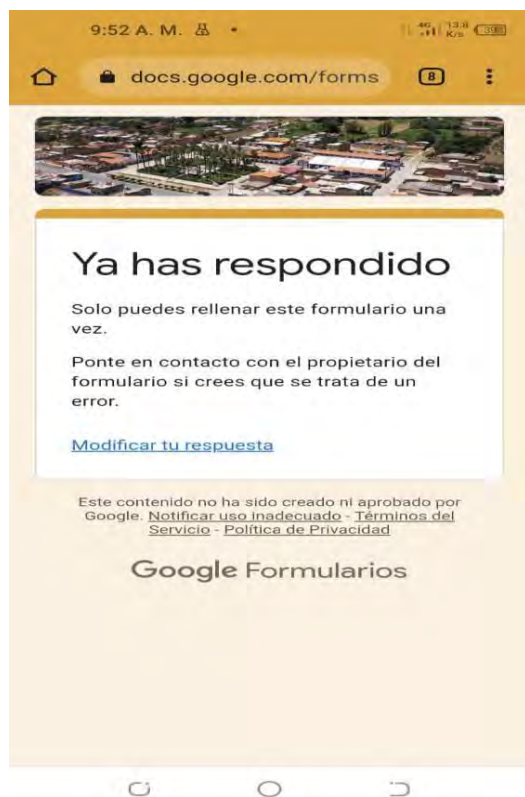 9:52 A. M.
4G 13.8 K/s
docs.google.com/forms 8
Ya has respondido
Solo puedes rellenar este formulario una
vez.
Ponte en contacto con el propietario del
formulario si crees que se trata de un
error.
Modificar tu respuesta
Este contenido no ha sido creado ni aprobado por
Google. Notificar uso inadecuado - Términos del
Servicio - Política de Privacidad
Google Formularios